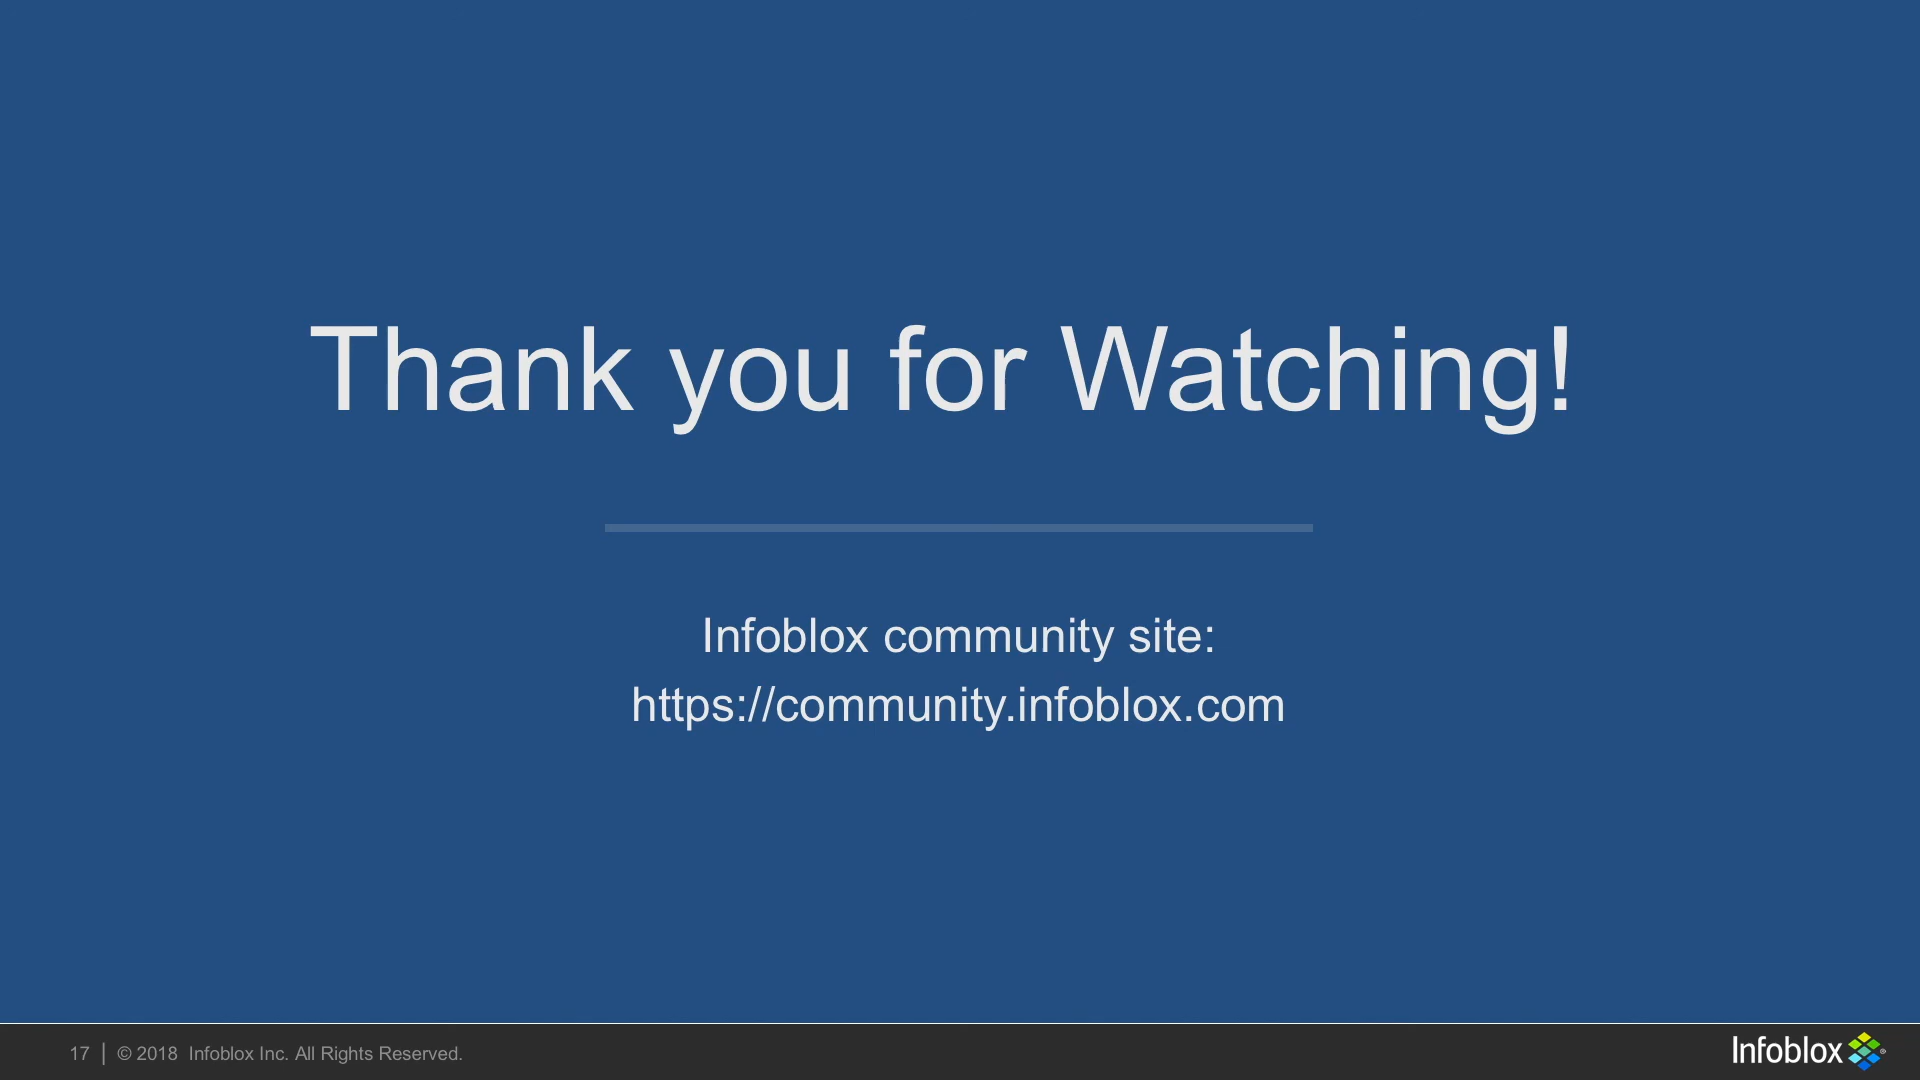 Thank you for Watching!
Infoblox community site:
https://community.infoblox.com
17 | © 2018 Infoblox Inc. All Rights Reserved.
Infoblox ®